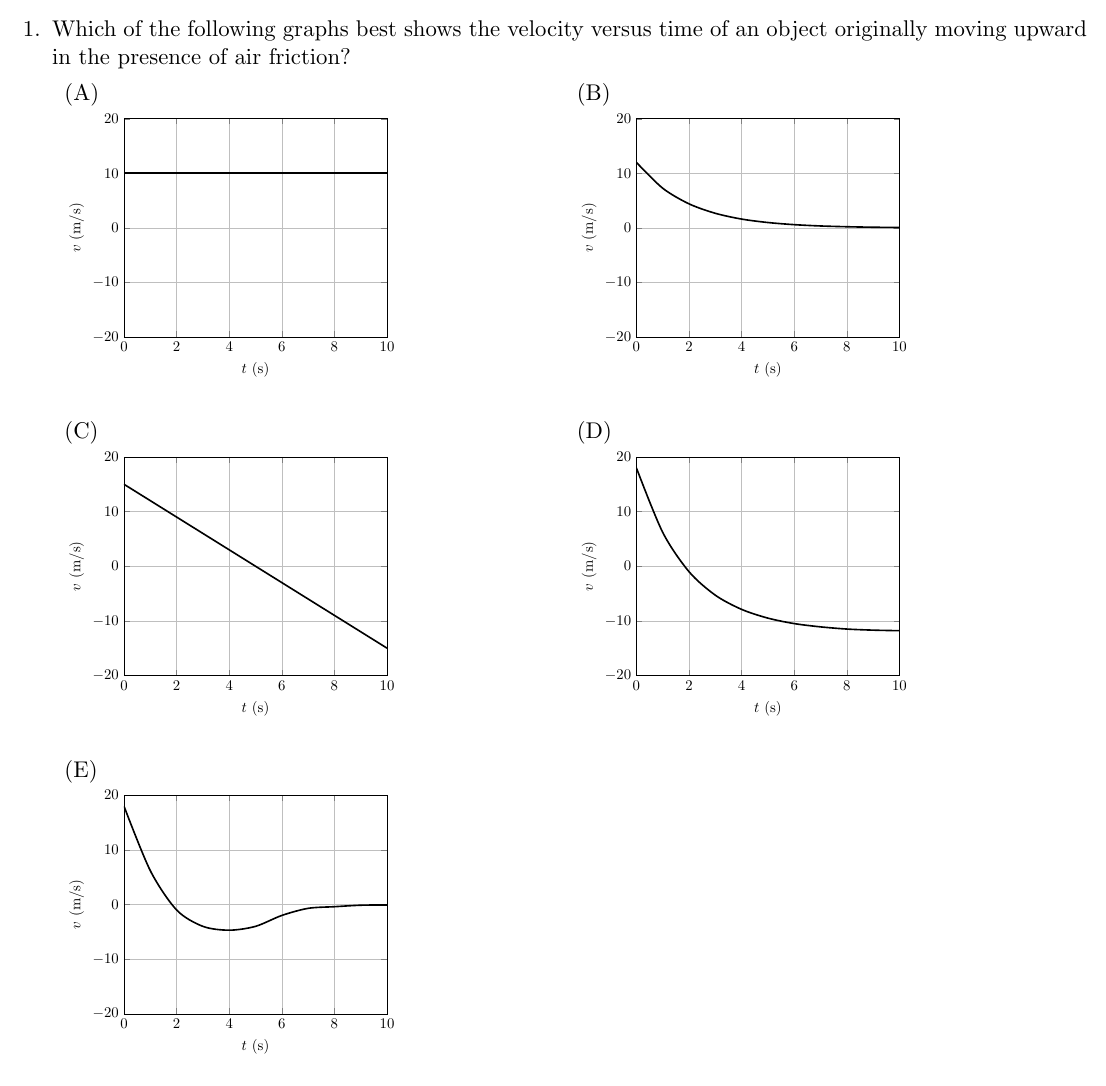 1. Which of the following graphs best shows the velocity versus time of an object originally moving upward
in the presence of air friction?
(A)
20
10
0
−10
−20
v (m/s)
0 2 4 6 8 10
t (s)
(B)
20
10
0
−10
−20
v (m/s)
0 2 4 6 8 10
t (s)
(C)
20
10
0
−10
−20
v (m/s)
0 2 4 6 8 10
t (s)
(D)
20
10
0
−10
−20
v (m/s)
0 2 4 6 8 10
t (s)
(E)
20
10
0
−10
−20
v (m/s)
0 2 4 6 8 10
t (s)